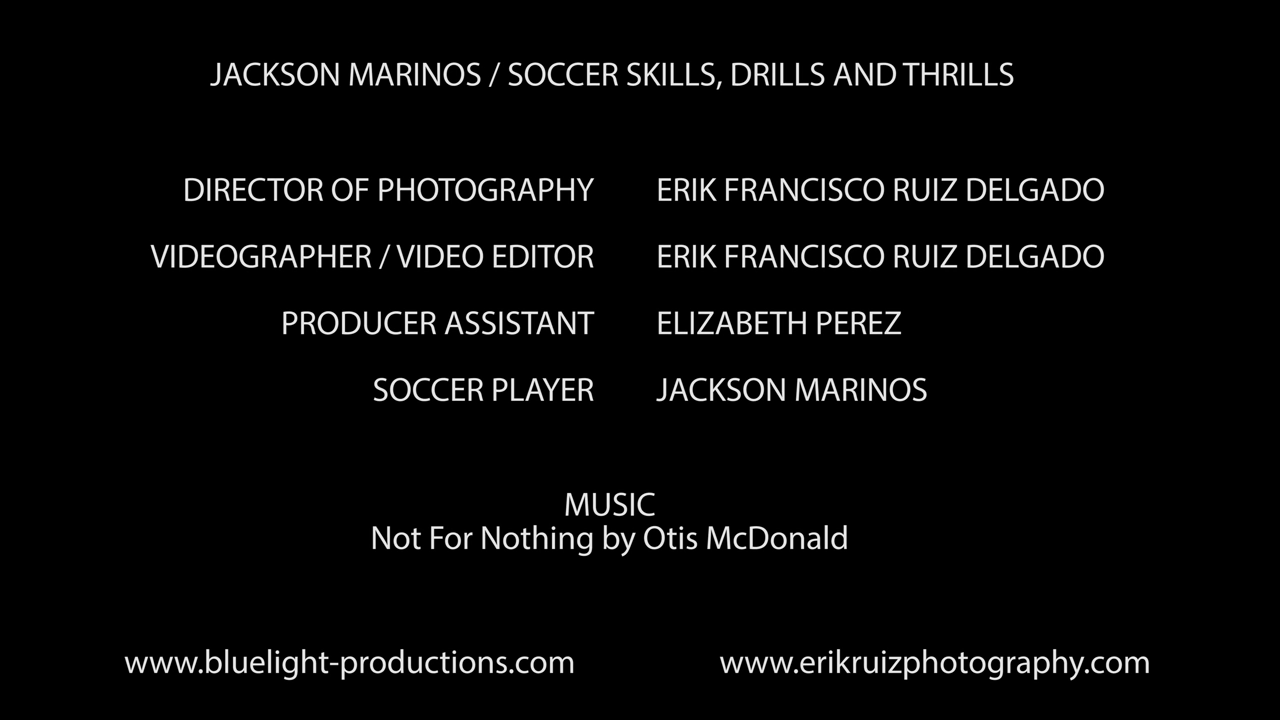 JACKSON MARINOS / SOCCER SKILLS, DRILLS AND THRILLS
DIRECTOR OF PHOTOGRAPHY ERIK FRANCISCO RUIZ DELGADO
VIDEOGRAPHER / VIDEO EDITOR ERIK FRANCISCO RUIZ DELGADO
PRODUCER ASSISTANT ELIZABETH PEREZ
SOCCER PLAYER JACKSON MARINOS
MUSIC
Not For Nothing by Otis McDonald
www.bluelight-productions.com www.erikruizphotography.com